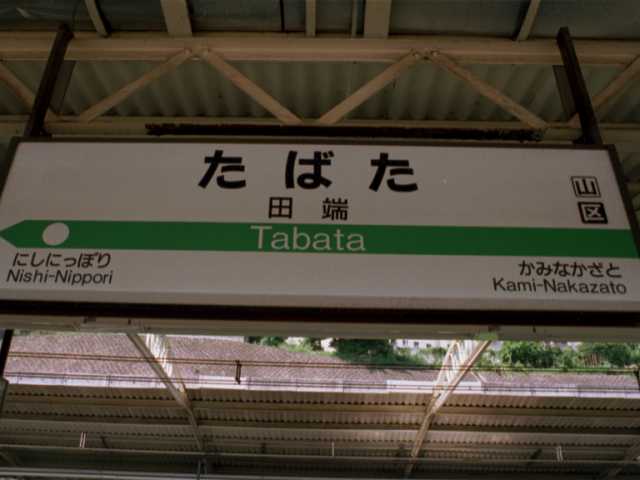 たばた
田端
山
区
Tabata
にしにっぽり
Nishi-Nippori
かみなかざと
Kami-Nakazato